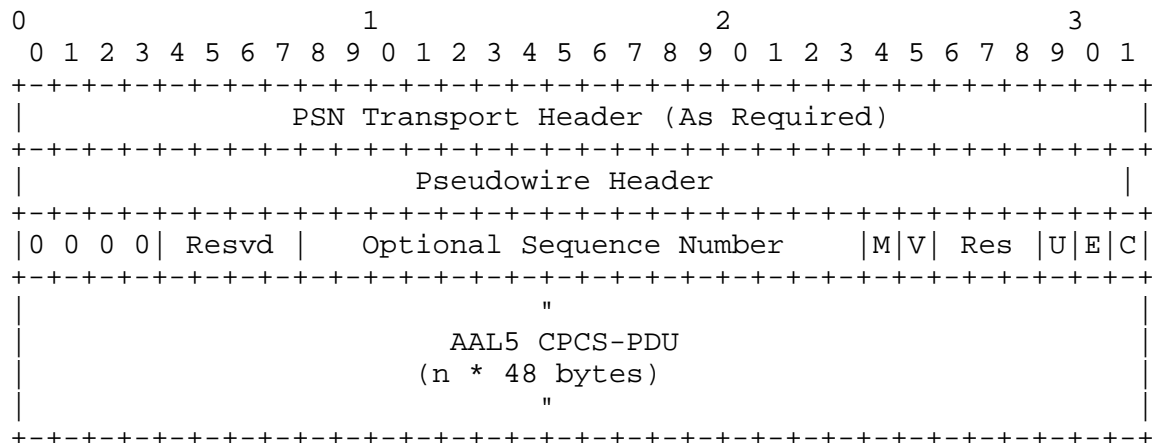 0                   1                   2                   3
 0 1 2 3 4 5 6 7 8 9 0 1 2 3 4 5 6 7 8 9 0 1 2 3 4 5 6 7 8 9 0 1
+-+-+-+-+-+-+-+-+-+-+-+-+-+-+-+-+-+-+-+-+-+-+-+-+-+-+-+-+-+-+-+-+
|               PSN Transport Header (As Required)              |
+-+-+-+-+-+-+-+-+-+-+-+-+-+-+-+-+-+-+-+-+-+-+-+-+-+-+-+-+-+-+-+-+
|                      Pseudowire Header                       |
+-+-+-+-+-+-+-+-+-+-+-+-+-+-+-+-+-+-+-+-+-+-+-+-+-+-+-+-+-+-+-+-+
|0 0 0 0| Resvd |   Optional Sequence Number    |M|V| Res |U|E|C|
+-+-+-+-+-+-+-+-+-+-+-+-+-+-+-+-+-+-+-+-+-+-+-+-+-+-+-+-+-+-+-+-+
|                             "                                 |
|                        AAL5 CPCS-PDU                          |
|                      (n * 48 bytes)                           |
|                             "                                 |
+-+-+-+-+-+-+-+-+-+-+-+-+-+-+-+-+-+-+-+-+-+-+-+-+-+-+-+-+-+-+-+-+